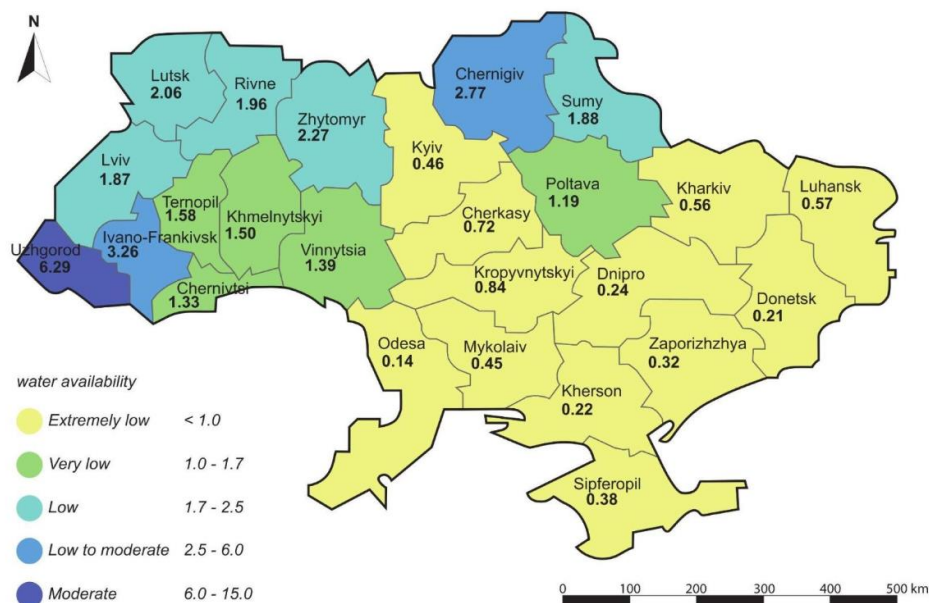 N
Lutsk
2.06
Rivne
1.96
Zhytomyr
2.27
Chernigiv
2.77
Sumy
1.88
Kyiv
0.46
Lviv
1.87
Ternopil
1.58
Khmelnytskyi
1.50
Poltava
1.19
Kharkiv
0.56
Luhansk
0.57
Cherkasy
0.72
Uzhgorod
6.29
Ivano-Frankivsk
3.26
Vinnytsia
1.39
Kropyvnytskyi
0.84
Dnipro
0.24
Chernivtsi
1.33
Donetsk
0.21
Odesa
0.14
Mykolaiv
0.45
Zaporizhzhya
0.32
Kherson
0.22
Sipferopil
0.38
water availability
Extremely low < 1.0
Very low 1.0 - 1.7
Low 1.7 - 2.5
Low to moderate 2.5 - 6.0
Moderate 6.0 - 15.0
0 100 200 300 400 500 km